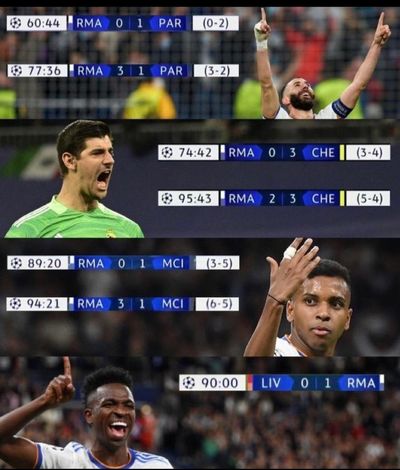 60:44 RMA 0 1 PAR (0-2)
77:36 RMA 3 1 PAR (3-2)
74:42 RMA 0 3 CHE (3-4)
95:43 RMA 2 3 CHE (5-4)
89:20 RMA 0 1 MCI (3-5)
94:21 RMA 3 1 MCI (6-5)
90:00 LIV 0 1 RMA